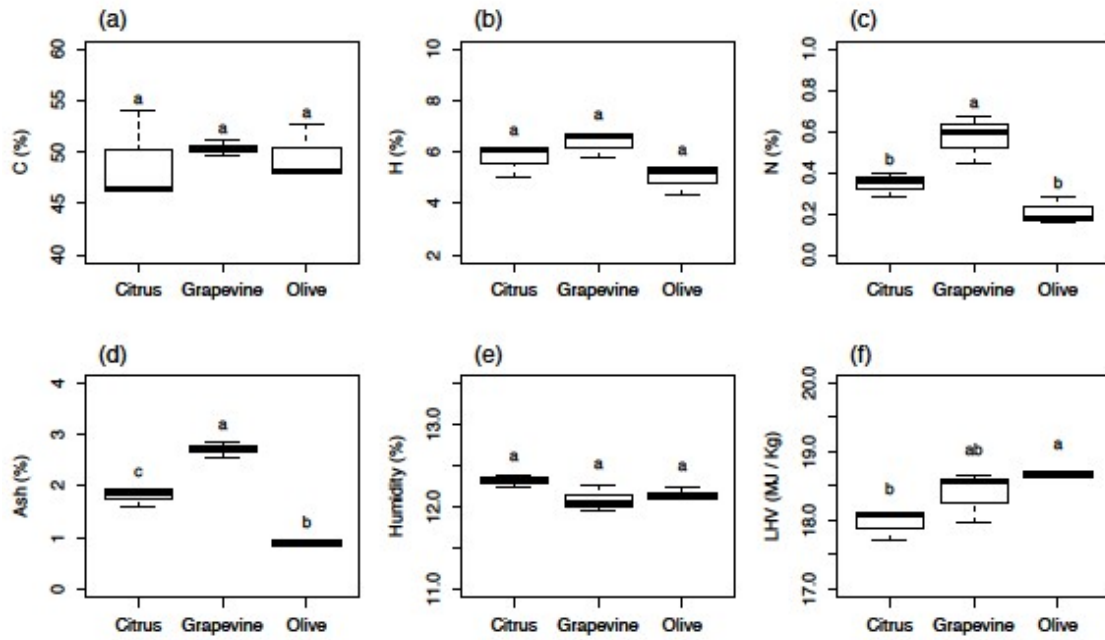 (a)
C (%)
60
55
50
45
40
a
a
a
Citrus
Grapevine
Olive
(b)
H (%)
10
8
6
4
2
a
a
a
Citrus
Grapevine
Olive
(c)
N (%)
1.0
0.8
0.6
0.4
0.2
0.0
b
a
b
Citrus
Grapevine
Olive
(d)
Ash (%)
4
3
2
1
0
c
a
b
Citrus
Grapevine
Olive
(e)
Humidity (%)
13.0
12.0
11.0
a
a
a
Citrus
Grapevine
Olive
(f)
LHV (MJ / Kg)
20.0
19.0
18.0
17.0
b
ab
a
Citrus
Grapevine
Olive